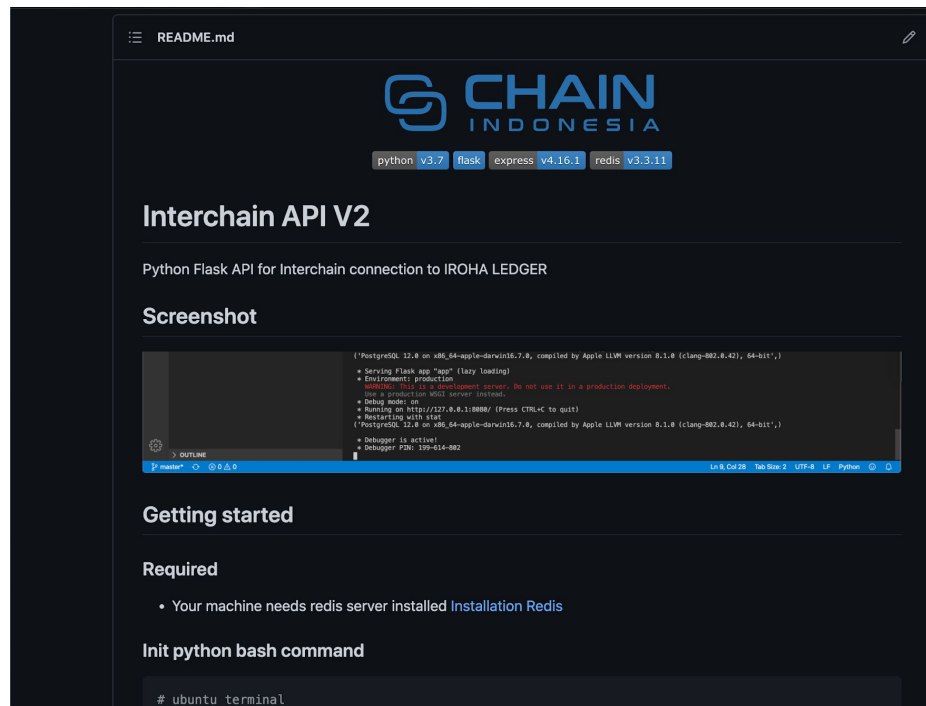 README.md
CHAIN
INDONESIA
python v3.7 flask express v4.16.1 redis v3.3.11
Interchain API V2
Python Flask API for Interchain connection to IROHA LEDGER
Screenshot
('PostgreSQL 12.0 on x86_64-apple-darwin16.7.0, compiled by Apple LLVM version 8.1.0 (clang-802.0.42), 64-bit',)
* Serving Flask app "app" (lazy loading)
* Environment: production
WARNING: This is a development server. Do not use it in a production deployment.
Use a production WSGI server instead.
* Debug mode: on
* Running on http://127.0.0.1:8080/ (Press CTRL+C to quit)
* Restarting with stat
('PostgreSQL 12.0 on x86_64-apple-darwin16.7.0, compiled by Apple LLVM version 8.1.0 (clang-802.0.42), 64-bit',)
* Debugger is active!
* Debugger PIN: 199-614-802
> OUTLINE
master* 0 0 Ln 9, Col 28 Tab Size: 2 UTF-8 LF Python
Getting started
Required
• Your machine needs redis server installed Installation Redis
Init python bash command
# ubuntu terminal